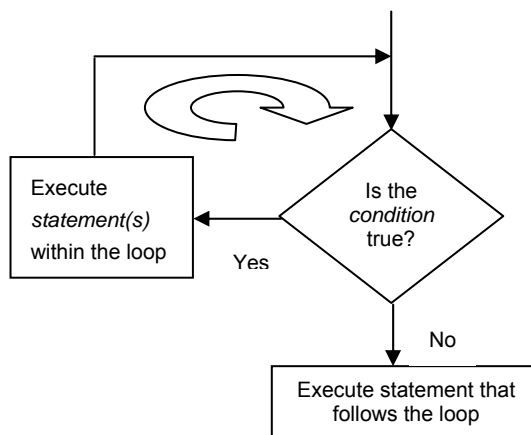 Is the
condition
true?
Execute
statement(s)
within the loop
Yes
No
Execute statement that
follows the loop